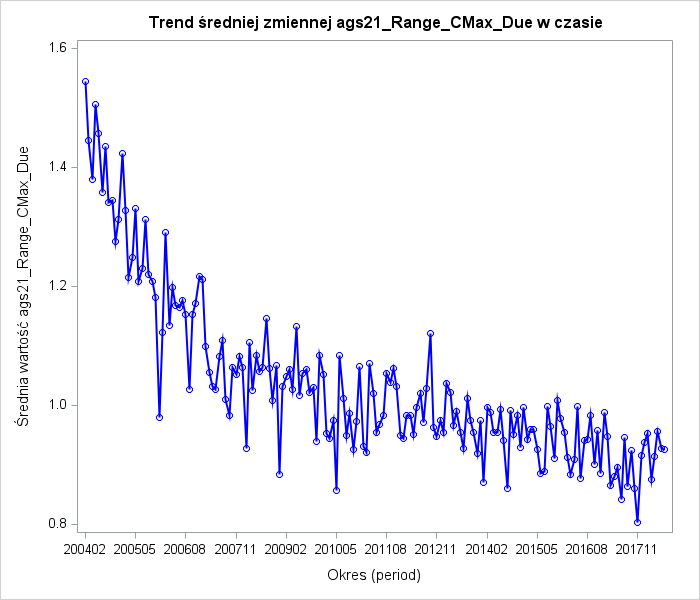 Trend średniej zmiennej ags21_Range_CMax_Due w czasie
1.6
1.4
1.2
1.0
0.8
Średnia wartość ags21_Range_CMax_Due
200402 200505 200608 200711 200902 201005 201108 201211 201402 201505 201608 201711
Okres (period)